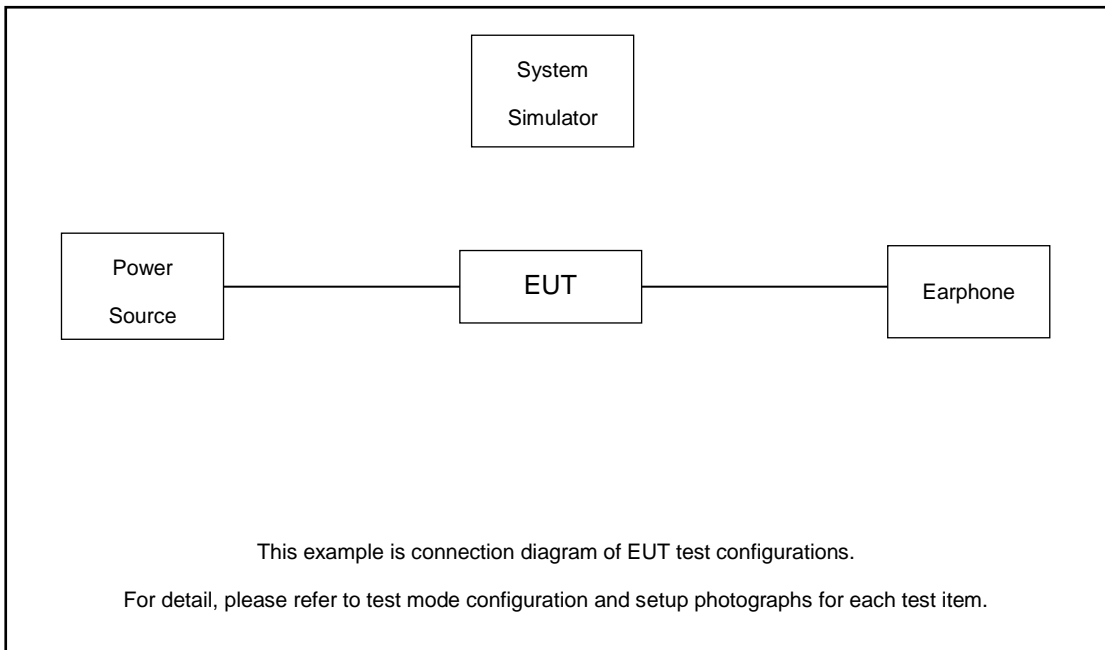 System
Simulator
Power
Source
EUT
Earphone
This example is connection diagram of EUT test configurations.
For detail, please refer to test mode configuration and setup photographs for each test item.